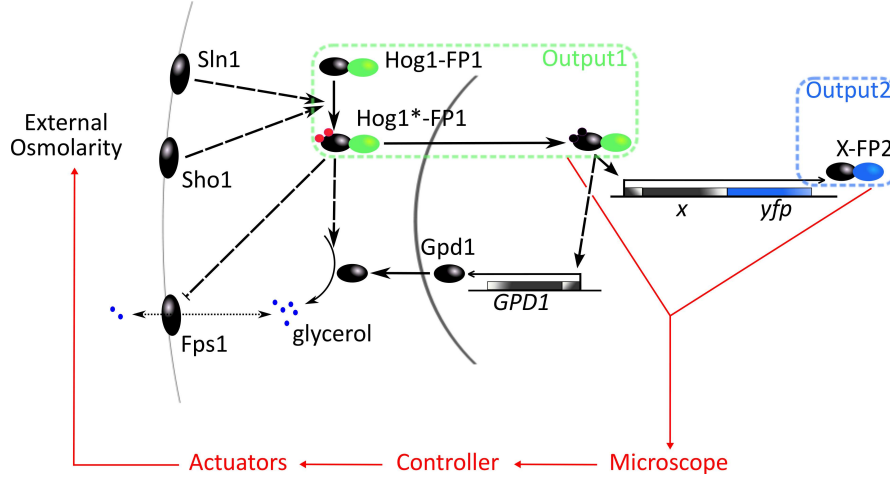 Sln1
Hog1-FP1
Output1
Output2
External
Osmolarity
Hog1*-FP1
X-FP2
Sho1
x
yfp
Gpd1
GPD1
glycerol
Fps1
Actuators
Controller
Microscope